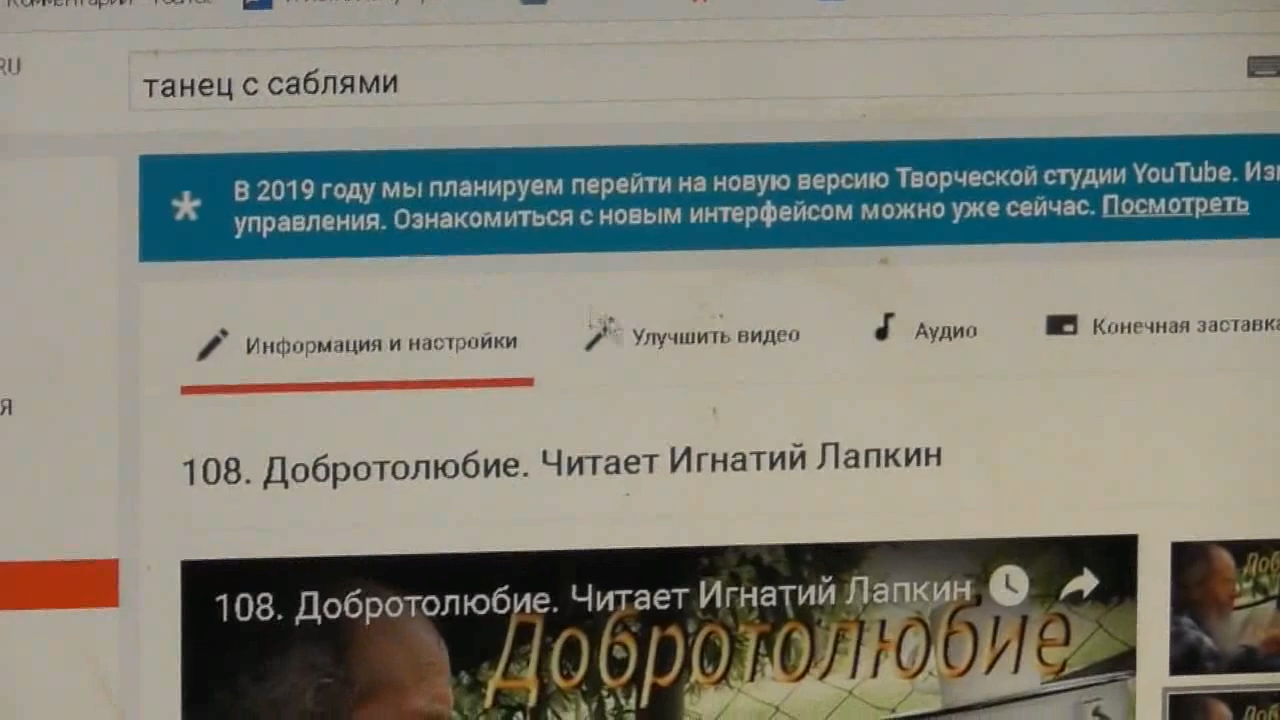 RU
танец с саблями
В 2019 году мы планируем перейти на новую версию Творческой студии YouTube.
управления. Ознакомиться с новым интерфейсом можно уже сейчас. Посмотреть
Информация и настройки
Улучшить видео
Аудио
Конечная заставка
я
108. Добротолюбие. Читает Игнатий Лапкин
108. Добротолюбие. Читает Игнатий Лапкин
Добротолюбие